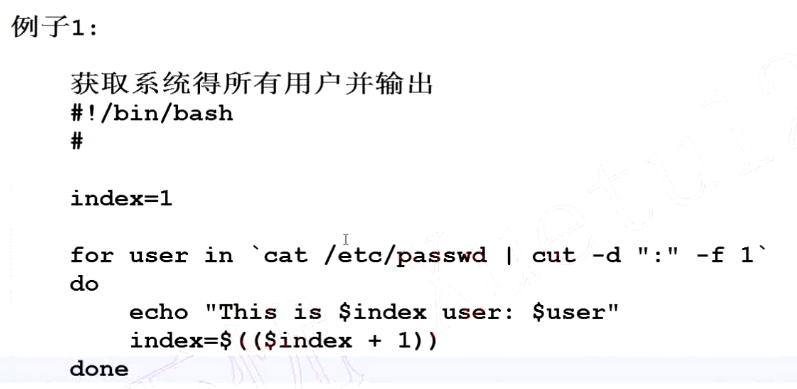 例子1:
获取系统得所有用户并输出
#!/bin/bash
#
index=1
for user in `cat /etc/passwd | cut -d ":" -f 1`
do
    echo "This is $index user: $user"
    index=$(($index + 1))
done